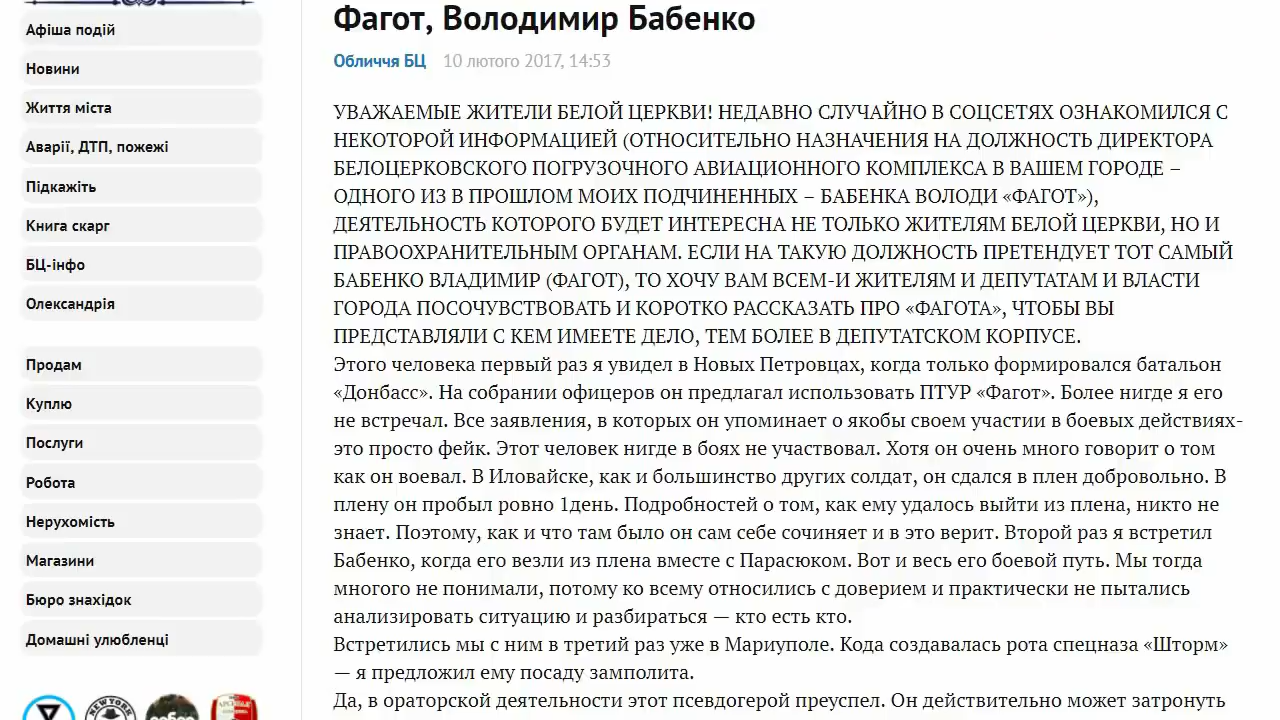 Фагот, Володимир Бабенко
Обличчя БЦ 10 лютого 2017, 14:53
УВАЖАЕМЫЕ ЖИТЕЛИ БЕЛОЙ ЦЕРКВИ! НЕДАВНО СЛУЧАЙНО В СОЦСЕТЯХ ОЗНАКОМИЛСЯ С
НЕКОТОРОЙ ИНФОРМАЦИЕЙ (ОТНОСИТЕЛЬНО НАЗНАЧЕНИЯ НА ДОЛЖНОСТЬ ДИРЕКТОРА
БЕЛОЦЕРКОВСКОГО ПОГРУЗОЧНОГО АВИАЦИОННОГО КОМПЛЕКСА В ВАШЕМ ГОРОДЕ –
ОДНОГО ИЗ В ПРОШЛОМ МОИХ ПОДЧИНЕННЫХ – БАБЕНКА ВОЛОДИ «ФАГОТ»),
ДЕЯТЕЛЬНОСТЬ КОТОРОГО БУДЕТ ИНТЕРЕСНА НЕ ТОЛЬКО ЖИТЕЛЯМ БЕЛОЙ ЦЕРКВИ, НО И
ПРАВООХРАНИТЕЛЬНЫМ ОРГАНАМ. ЕСЛИ НА ТАКУЮ ДОЛЖНОСТЬ ПРЕТЕНДУЕТ ТОТ САМЫЙ
БАБЕНКО ВЛАДИМИР (ФАГОТ), ТО ХОЧУ ВАМ ВСЕМ-И ЖИТЕЛЯМ И ДЕПУТАТАМ И ВЛАСТИ
ГОРОДА ПОСОЧУВСТВОВАТЬ И КОРОТКО РАССКАЗАТЬ ПРО «ФАГОТА», ЧТОБЫ ВЫ
ПРЕДСТАВЛЯЛИ С КЕМ ИМЕЕТЕ ДЕЛО, ТЕМ БОЛЕЕ В ДЕПУТАТСКОМ КОРПУСЕ.
Этого человека первый раз я увидел в Новых Петровцах, когда только формировался батальон
«Донбасс». На собрании офицеров он предлагал использовать ПТУР «Фагот». Более нигде я его
не встречал. Все заявления, в которых он упоминает о якобы своем участии в боевых действиях-
это просто фейк. Этот человек нигде в боях не участвовал. Хотя он очень много говорит о том
как он воевал. В Иловайске, как и большинство других солдат, он сдался в плен добровольно. В
плену он пробыл ровно 1день. Подробностей о том, как ему удалось выйти из плена, никто не
знает. Поэтому, как и что там было он сам себе сочиняет и в это верит. Второй раз я встретил
Бабенко, когда его везли из плена вместе с Парасюком. Вот и весь его боевой путь. Мы тогда
многого не понимали, потому ко всему относились с доверием и практически не пытались
анализировать ситуацию и разбираться — кто есть кто.
Встретились мы с ним в третий раз уже в Мариуполе. Кода создавалась рота спецназа «Шторм»
— я предложил ему посаду замполита.
Да, в ораторской деятельности этот псевдогерой преуспел. Он действительно может затронуть
Афіша подій
Новини
Життя міста
Аварії, ДТП, пожежі
Підкажіть
Книга скарг
БЦ-інфо
Олександрія
Продам
Куплю
Послуги
Робота
Нерухомість
Магазини
Бюро знахідок
Домашні улюбленці
NEW YORK